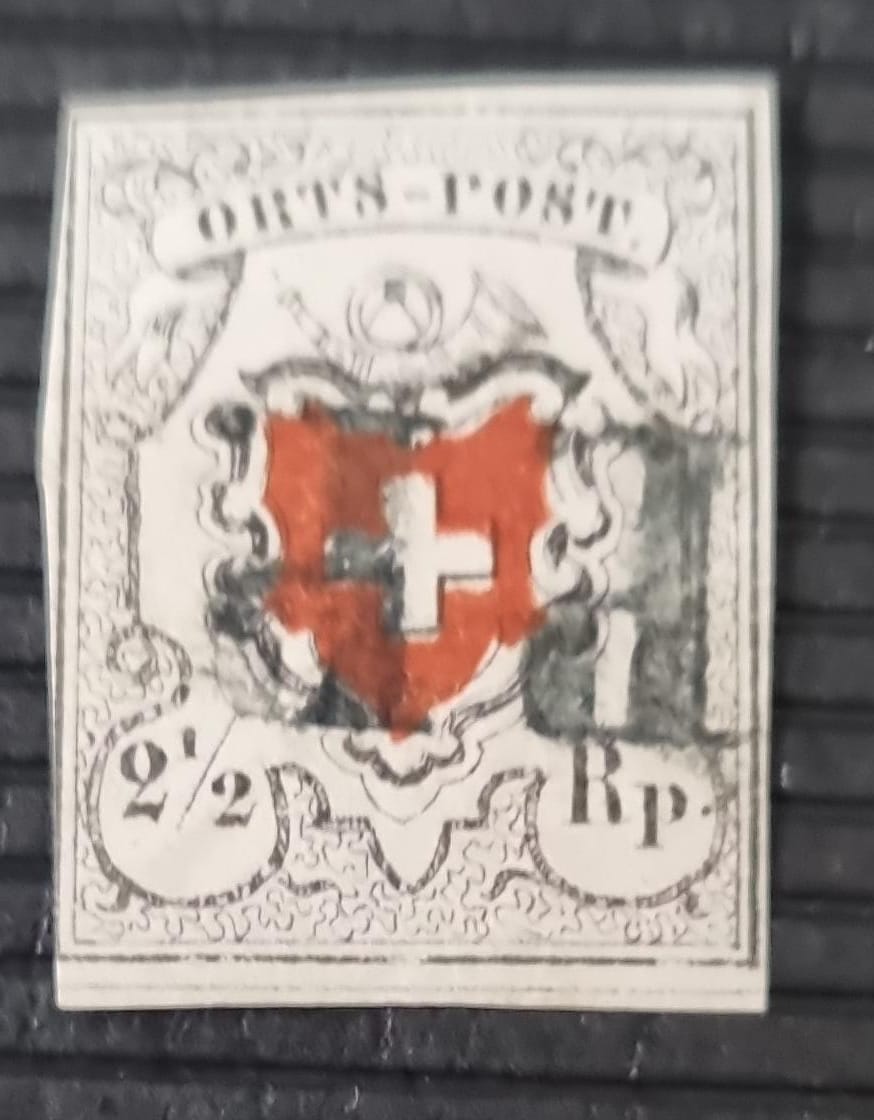 ORTS-POST.
2 1/2 Rp.